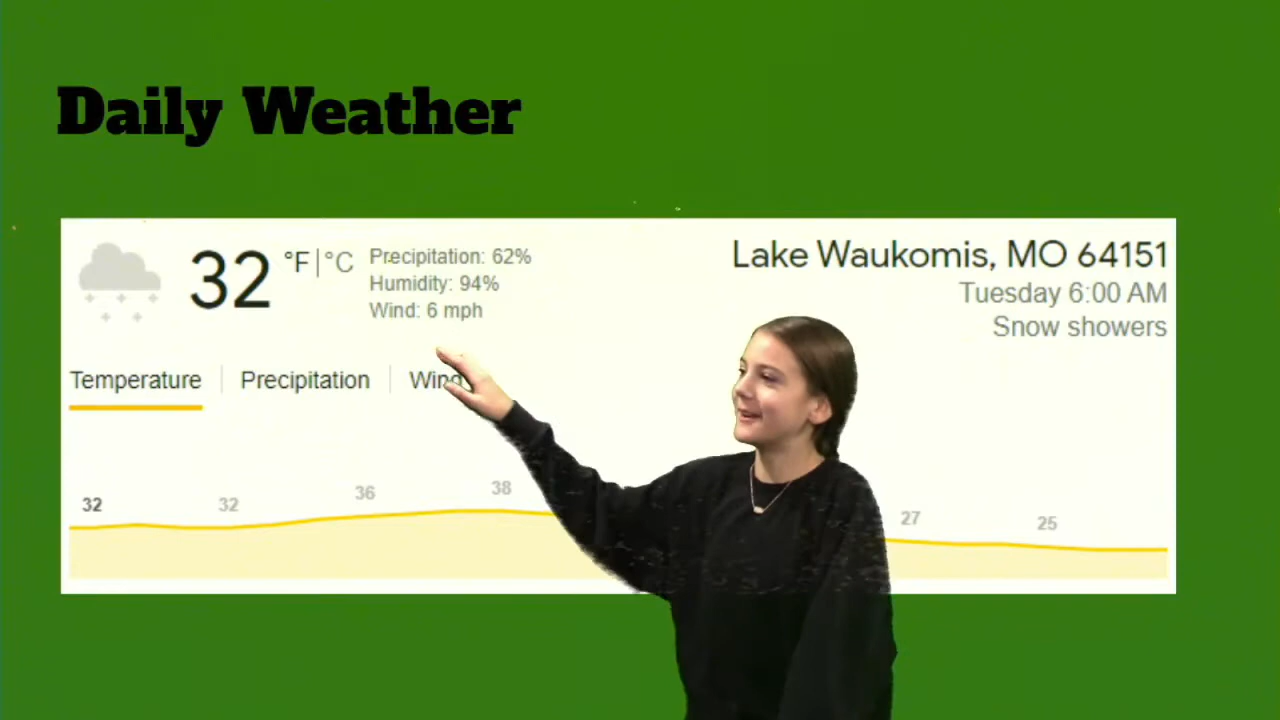 Daily Weather
32 °F | °C
Precipitation: 62%
Humidity: 94%
Wind: 6 mph
Lake Waukomis, MO 64151
Tuesday 6:00 AM
Snow showers
Temperature
Precipitation
Wind
32
32
36
38
27
25